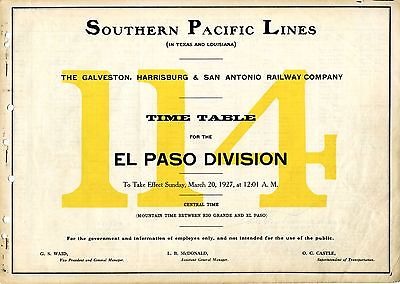 SOUTHERN PACIFIC LINES
(IN TEXAS AND LOUISIANA)
THE GALVESTON, HARRISBURG & SAN ANTONIO RAILWAY COMPANY
114
TIME TABLE
FOR THE
EL PASO DIVISION
To Take Effect Sunday, March 20, 1927, at 12:01 A. M.
CENTRAL TIME
(MOUNTAIN TIME BETWEEN RIO GRANDE AND EL PASO)
For the government and information of employes only, and not intended for the use of the public.
G. S. WAID, L. B. McDONALD, O. C. CASTLE,
Vice President and General Manager. Assistant General Manager. Superintendent of Transportation.